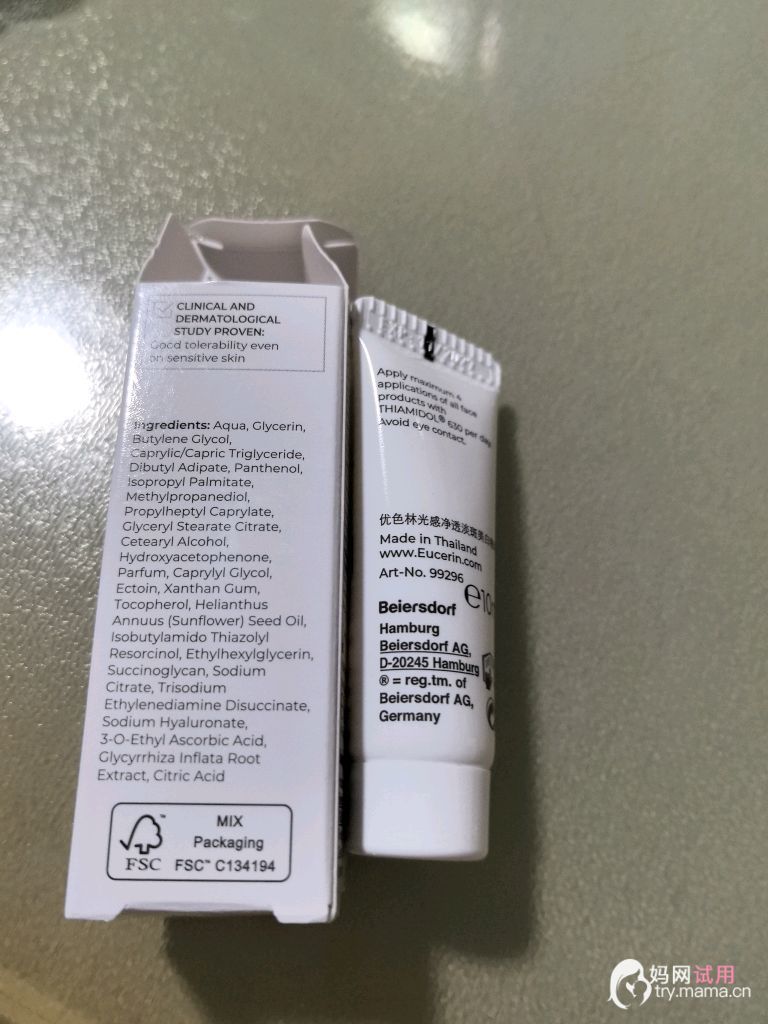 CLINICAL AND
DERMATOLOGICAL
STUDY PROVEN:
Good tolerability even
on sensitive skin
Ingredients: Aqua, Glycerin,
Butylene Glycol,
Caprylic/Capric Triglyceride,
Dibutyl Adipate, Panthenol,
Isopropyl Palmitate,
Methylpropanediol,
Propylheptyl Caprylate,
Glyceryl Stearate Citrate,
Cetearyl Alcohol,
Hydroxyacetophenone,
Parfum, Caprylyl Glycol,
Ectoin, Xanthan Gum,
Tocopherol, Helianthus
Annuus (Sunflower) Seed Oil,
Isobutylamido Thiazolyl
Resorcinol, Ethylhexylglycerin,
Succinoglycan, Sodium
Citrate, Trisodium
Ethylenediamine Disuccinate,
Sodium Hyaluronate,
3-O-Ethyl Ascorbic Acid,
Glycyrrhiza Inflata Root
Extract, Citric Acid
MIX
Packaging
FSC™ C134194
FSC
Apply maximum 4
applications of all face
products with
THIAMIDOL® 630 per day
Avoid eye contact.
优色林光感净透淡斑美白
Made in Thailand
www.Eucerin.com
Art-No. 99296
℮10
Beiersdorf
Hamburg
Beiersdorf AG,
D-20245 Hamburg
® = reg.tm. of
Beiersdorf AG,
Germany
妈网试用
try.mama.cn